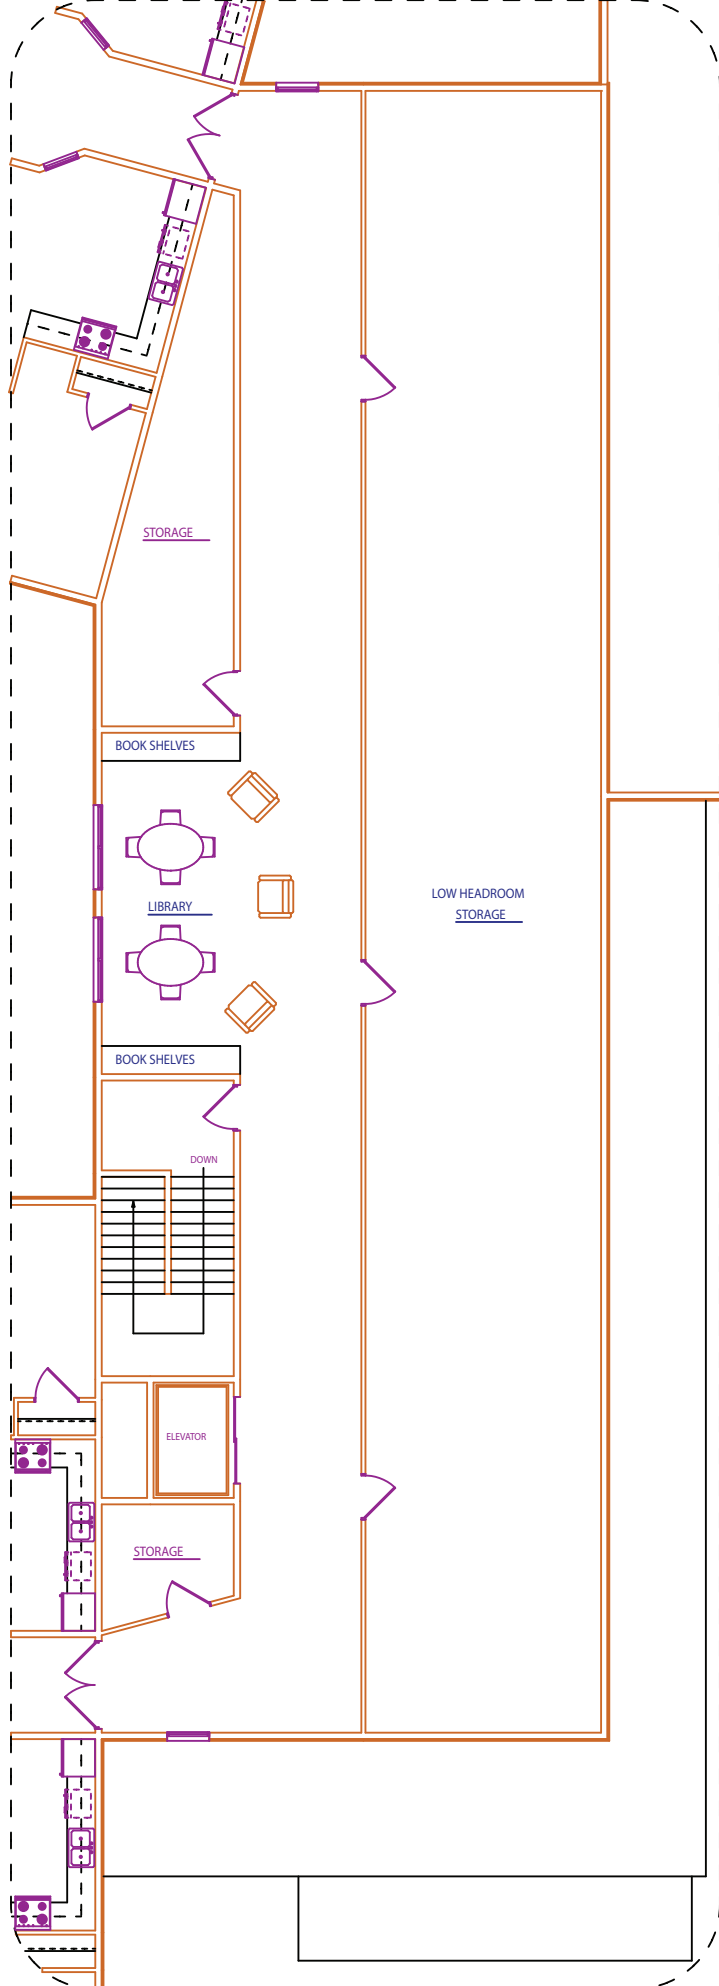 STORAGE
BOOK SHELVES
LIBRARY
LOW HEADROOM
STORAGE
BOOK SHELVES
DOWN
ELEVATOR
STORAGE